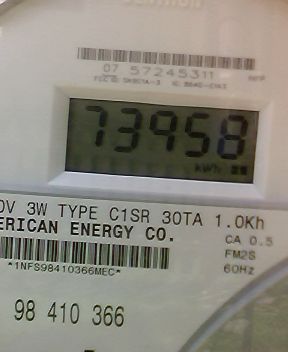 07 57245311
73958
kWh
0V 3W TYPE C1SR 30TA 1.0Kh
ERICAN ENERGY CO.
CA 0.5
FM2S
60Hz
*1NFS98410366MEC*
98 410 366